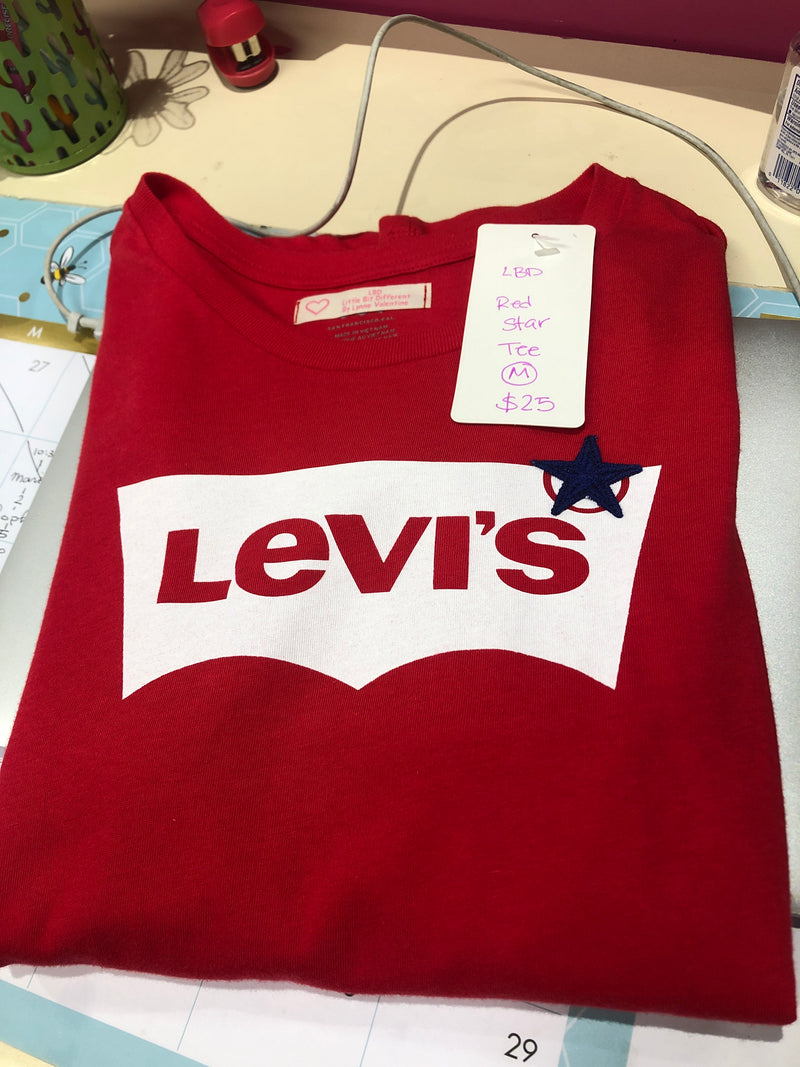 LBD
Little Bit Different
By Lynne Valentine
SAN FRANCISCO, CAL.
MADE IN VIETNAM
LBD
Red
Star
Tee
M
$25
LEVI'S
M
27
29